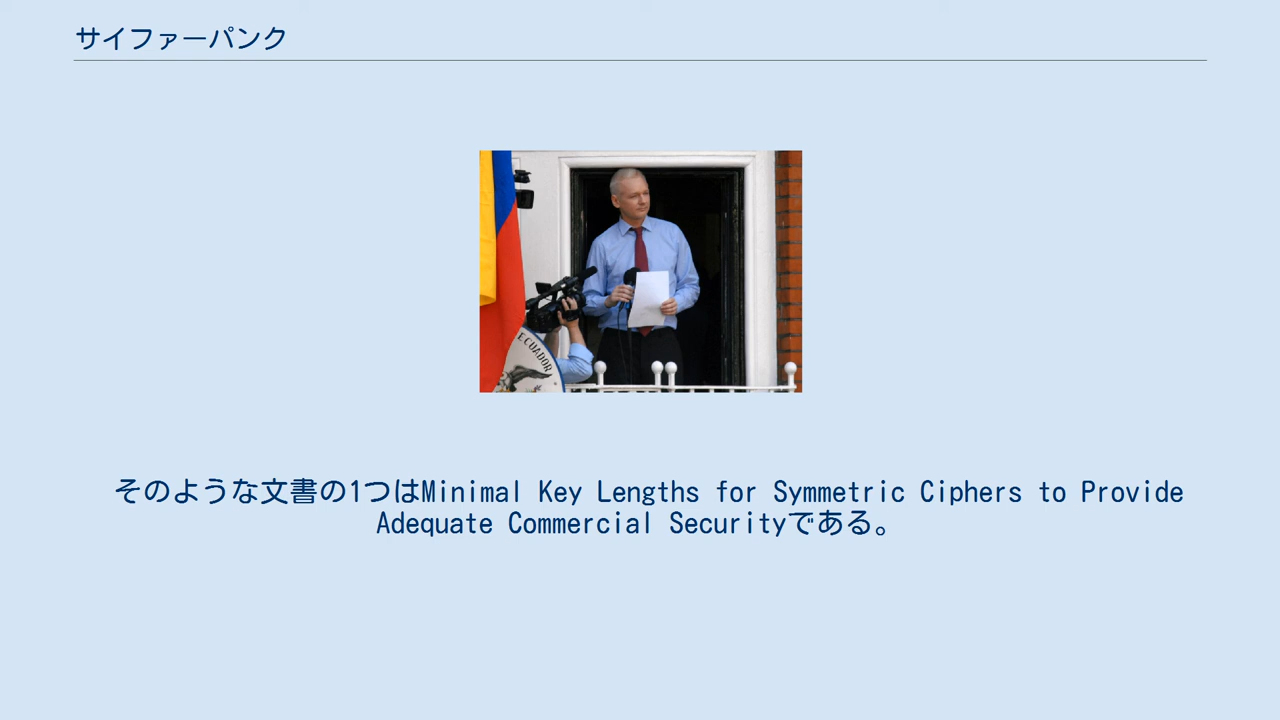 サイファーパンク
ECUADOR
そのような文書の1つはMinimal Key Lengths for Symmetric Ciphers to Provide
Adequate Commercial Securityである。